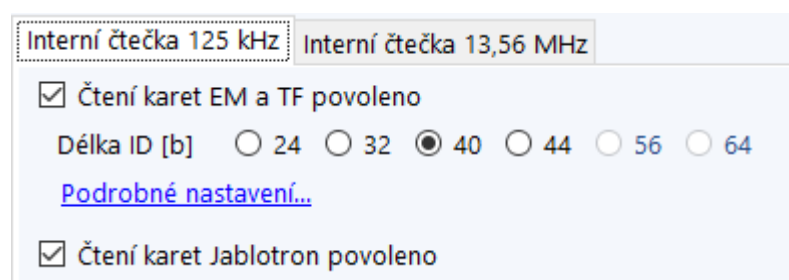 Interní čtečka 125 kHz Interní čtečka 13,56 MHz
Čtení karet EM a TF povoleno
Délka ID [b] 24 32 40 44 56 64
Podrobné nastavení...
Čtení karet Jablotron povoleno